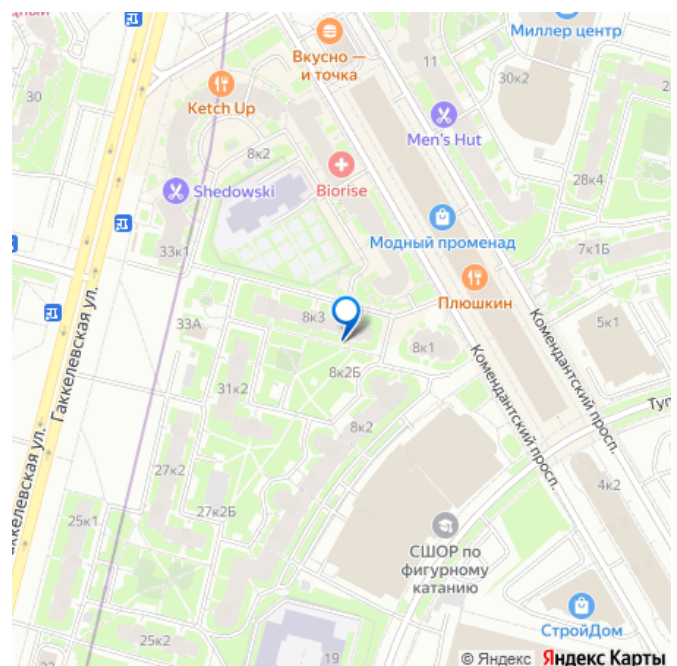 Миллер центр
Вкусно —
и точка
11
30к2
30
Ketch Up
Men's Hut
8к2
Biorise
28к4
Shedowski
Модный променад
33к1
7к1Б
Плюшкин
8к3
33А
5к1
8к1
Комендантский просп.
Комендантский просп.
Гаккелевская ул.
8к2Б
31к2
Тур
8к2
27к2
4к2
27к2Б
25к1
СШОР по
фигурному
катанию
аккелевская ул.
СтройДом
25к2
19
© Яндекс Яндекс Карты